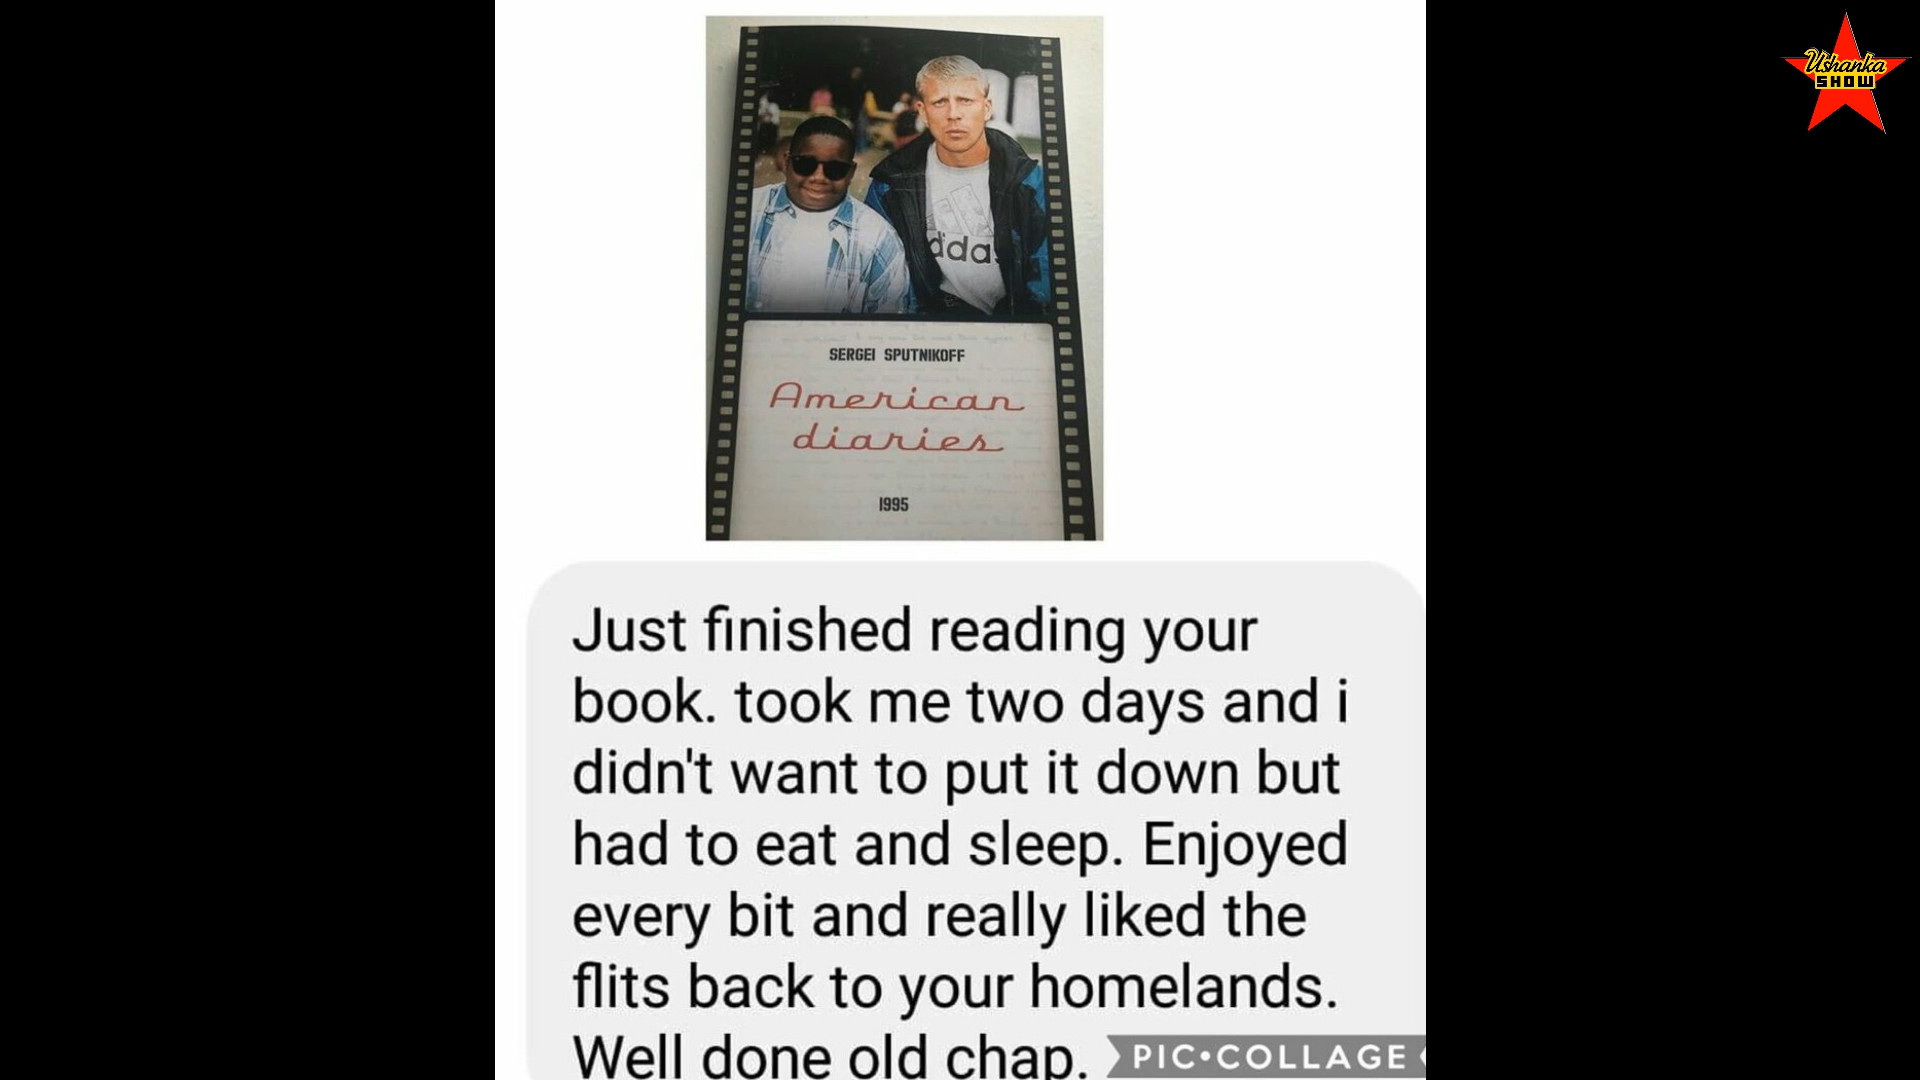 Ushanka
SHOW
adidas
SERGEI SPUTNIKOFF
American
diaries
1995
Just finished reading your
book. took me two days and i
didn't want to put it down but
had to eat and sleep. Enjoyed
every bit and really liked the
flits back to your homelands.
Well done old chap.
PIC•COLLAGE